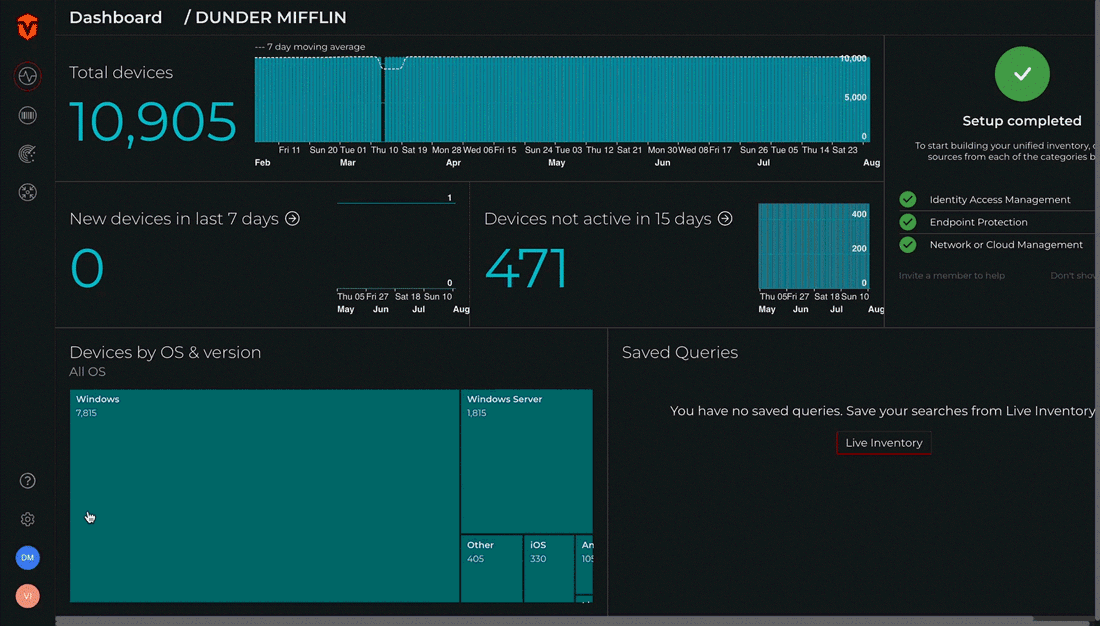 Dashboard / DUNDER MIFFLIN
--- 7 day moving average
Total devices
10,905
10,000
5,000
0
Fri 11 Sun 20 Tue 01 Thu 10 Sat 19 Mon 28 Wed 06 Fri 15 Sun 24 Tue 03 Thu 12 Sat 21 Mon 30 Wed 08 Fri 17 Sun 26 Tue 05 Thu 14 Sat 23
Feb Mar Apr May Jun Jul Aug
Setup completed
To start building your unified inventory,
sources from each of the categories
Identity Access Management
Endpoint Protection
Network or Cloud Management
Invite a member to help Don't
New devices in last 7 days
0
1
0
Thu 05 Fri 27 Sat 18 Sun 10
May Jun Jul Aug
Devices not active in 15 days
471
400
200
0
Thu 05 Fri 27 Sat 18 Sun 10
May Jun Jul Aug
Devices by OS & version
All OS
Windows
7,815
Windows Server
1,815
Other
405
iOS
330
An
105
Saved Queries
You have no saved queries. Save your searches from Live Inventory
Live Inventory
DM
VI